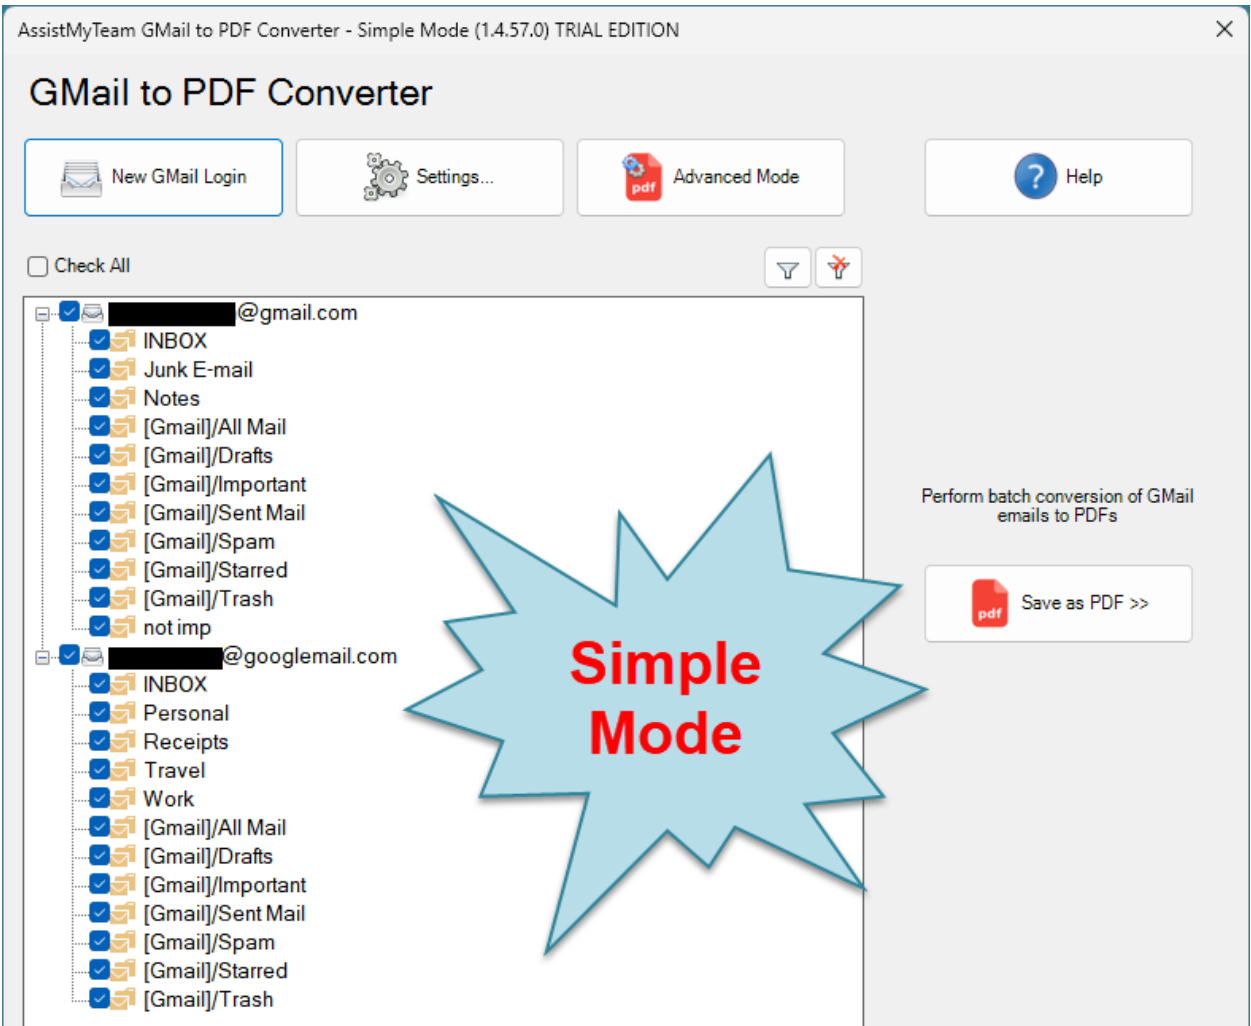 AssistMyTeam GMail to PDF Converter - Simple Mode (1.4.57.0) TRIAL EDITION
GMail to PDF Converter
New GMail Login
Settings...
pdf
Advanced Mode
?
Help
Check All
@gmail.com
INBOX
Junk E-mail
Notes
[Gmail]/All Mail
[Gmail]/Drafts
[Gmail]/Important
[Gmail]/Sent Mail
[Gmail]/Spam
[Gmail]/Starred
[Gmail]/Trash
not imp
@googlemail.com
INBOX
Personal
Receipts
Travel
Work
[Gmail]/All Mail
[Gmail]/Drafts
[Gmail]/Important
[Gmail]/Sent Mail
[Gmail]/Spam
[Gmail]/Starred
[Gmail]/Trash
Simple
Mode
Perform batch conversion of GMail
emails to PDFs
pdf
Save as PDF >>